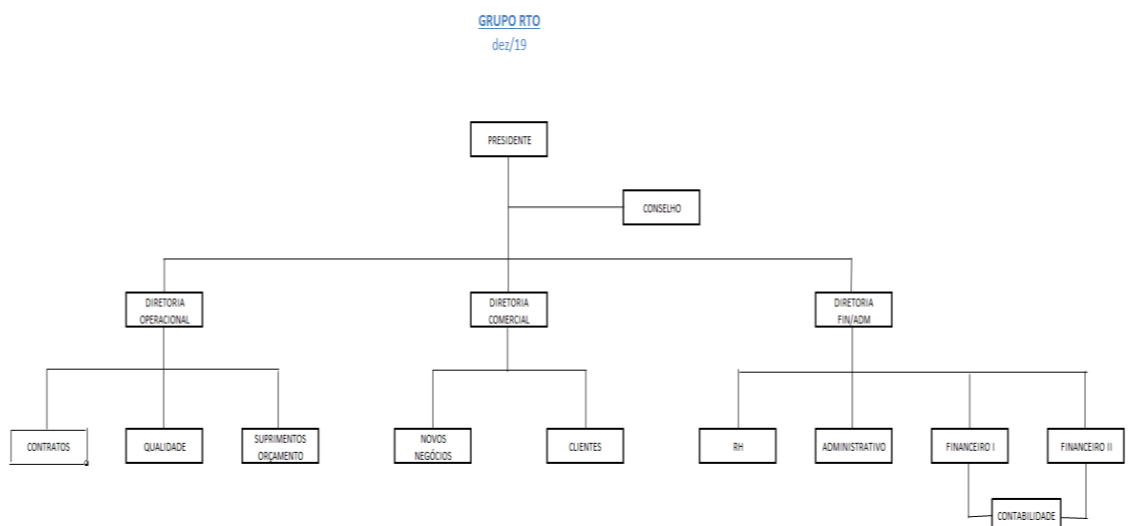 GRUPO RTO
dez/19
PRESIDENTE
CONSELHO
DIRETORIA
OPERACIONAL
DIRETORIA
COMERCIAL
DIRETORIA
FIN/ADM
CONTRATOS
QUALIDADE
SUPRIMENTOS
ORÇAMENTO
NOVOS
NEGÓCIOS
CLIENTES
RH
ADMINISTRATIVO
FINANCEIRO I
FINANCEIRO II
CONTABILIDADE